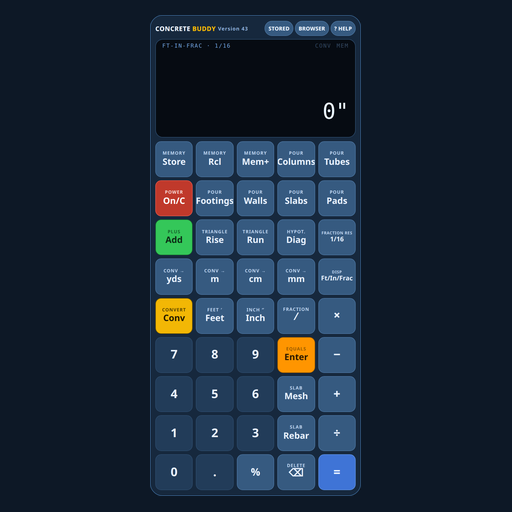 CONCRETE BUDDY Version 43 STORED BROWSER ? HELP
FT-IN-FRAC · 1/16 CONV MEM
0"
MEMORY MEMORY MEMORY POUR POUR
Store Rcl Mem+ Columns Tubes
POWER POUR POUR POUR POUR
On/C Footings Walls Slabs Pads
PLUS TRIANGLE TRIANGLE HYPOT. FRACTION RES
Add Rise Run Diag 1/16
CONV → CONV → CONV → CONV → DISP
yds m cm mm Ft/In/Frac
CONVERT FEET ' INCH " FRACTION
Conv Feet Inch / ×
EQUALS
7 8 9 Enter −
SLAB
4 5 6 Mesh +
SLAB
1 2 3 Rebar ÷
DELETE
0 . % ⌫ =